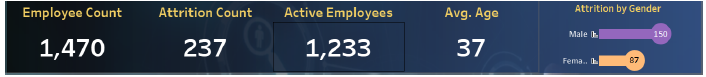 Employee Count
1,470
Attrition Count
237
Active Employees
1,233
Avg. Age
37
Attrition by Gender
Male 150
Fema.. 87